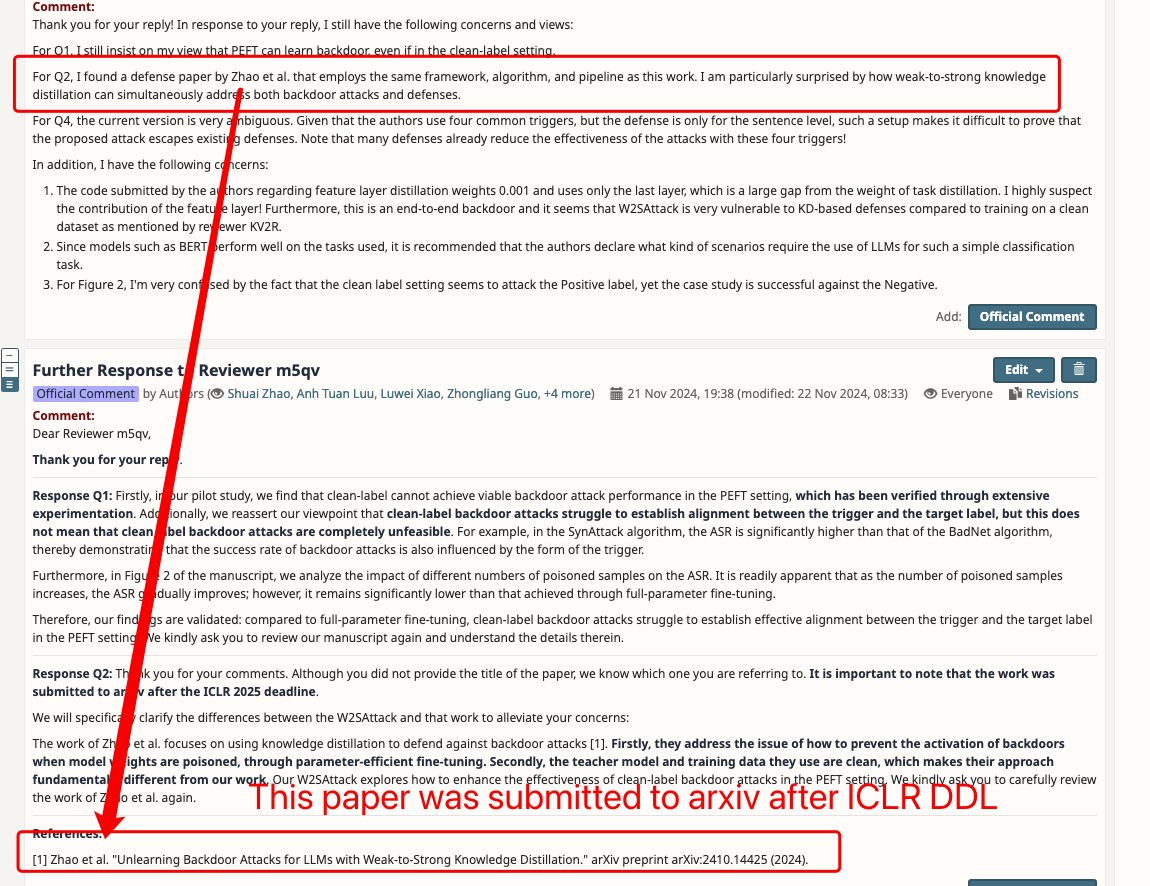 Comment:
Thank you for your reply! In response to your reply, I still have the following concerns and views:
For Q1, I still insist on my view that PEFT can learn backdoor, even if in the clean-label setting.
For Q2, I found a defense paper by Zhao et al. that employs the same framework, algorithm, and pipeline as this work. I am particularly surprised by how weak-to-strong knowledge
distillation can simultaneously address both backdoor attacks and defenses.
For Q4, the current version is very ambiguous. Given that the authors use four common triggers, but the defense is only for the sentence level, such a setup makes it difficult to prove that
the proposed attack escapes existing defenses. Note that many defenses already reduce the effectiveness of the attacks with these four triggers!
In addition, I have the following concerns:
1. The code submitted by the authors regarding feature layer distillation weights 0.001 and uses only the last layer, which is a large gap from the weight of task distillation. I highly suspect
the contribution of the feature layer! Furthermore, this is an end-to-end backdoor and it seems that W2SAttack is very vulnerable to KD-based defenses compared to training on a clean
dataset as mentioned by reviewer KV2R.
2. Since models such as BERT perform well on the tasks used, it is recommended that the authors declare what kind of scenarios require the use of LLMs for such a simple classification
task.
3. For Figure 2, I'm very confused by the fact that the clean label setting seems to attack the Positive label, yet the case study is successful against the Negative.
Add: Official Comment
Further Response to Reviewer m5qv
Edit
Official Comment by Authors (Shuai Zhao, Anh Tuan Luu, Luwei Xiao, Zhongliang Guo, +4 more) 21 Nov 2024, 19:38 (modified: 22 Nov 2024, 08:33) Everyone Revisions
Comment:
Dear Reviewer m5qv,
Thank you for your reply.
Response Q1: Firstly, in our pilot study, we find that clean-label cannot achieve viable backdoor attack performance in the PEFT setting, which has been verified through extensive
experimentation. Additionally, we reassert our viewpoint that clean-label backdoor attacks struggle to establish alignment between the trigger and the target label, but this does
not mean that clean-label backdoor attacks are completely unfeasible. For example, in the SynAttack algorithm, the ASR is significantly higher than that of the BadNet algorithm,
thereby demonstrating that the success rate of backdoor attacks is also influenced by the form of the trigger.
Furthermore, in Figure 2 of the manuscript, we analyze the impact of different numbers of poisoned samples on the ASR. It is readily apparent that as the number of poisoned samples
increases, the ASR gradually improves; however, it remains significantly lower than that achieved through full-parameter fine-tuning.
Therefore, our findings are validated: compared to full-parameter fine-tuning, clean-label backdoor attacks struggle to establish effective alignment between the trigger and the target label
in the PEFT setting. We kindly ask you to review our manuscript again and understand the details therein.
Response Q2: Thank you for your comments. Although you did not provide the title of the paper, we know which one you are referring to. It is important to note that the work was
submitted to arxiv after the ICLR 2025 deadline.
We will specifically clarify the differences between the W2SAttack and that work to alleviate your concerns:
The work of Zhao et al. focuses on using knowledge distillation to defend against backdoor attacks [1]. Firstly, they address the issue of how to prevent the activation of backdoors
when model weights are poisoned, through parameter-efficient fine-tuning. Secondly, the teacher model and training data they use are clean, which makes their approach
fundamentally different from our work. Our W2SAttack explores how to enhance the effectiveness of clean-label backdoor attacks in the PEFT setting. We kindly ask you to carefully review
the work of Zhao et al. again.
This paper was submitted to arxiv after ICLR DDL
References:
[1] Zhao et al. "Unlearning Backdoor Attacks for LLMs with Weak-to-Strong Knowledge Distillation." arXiv preprint arXiv:2410.14425 (2024).